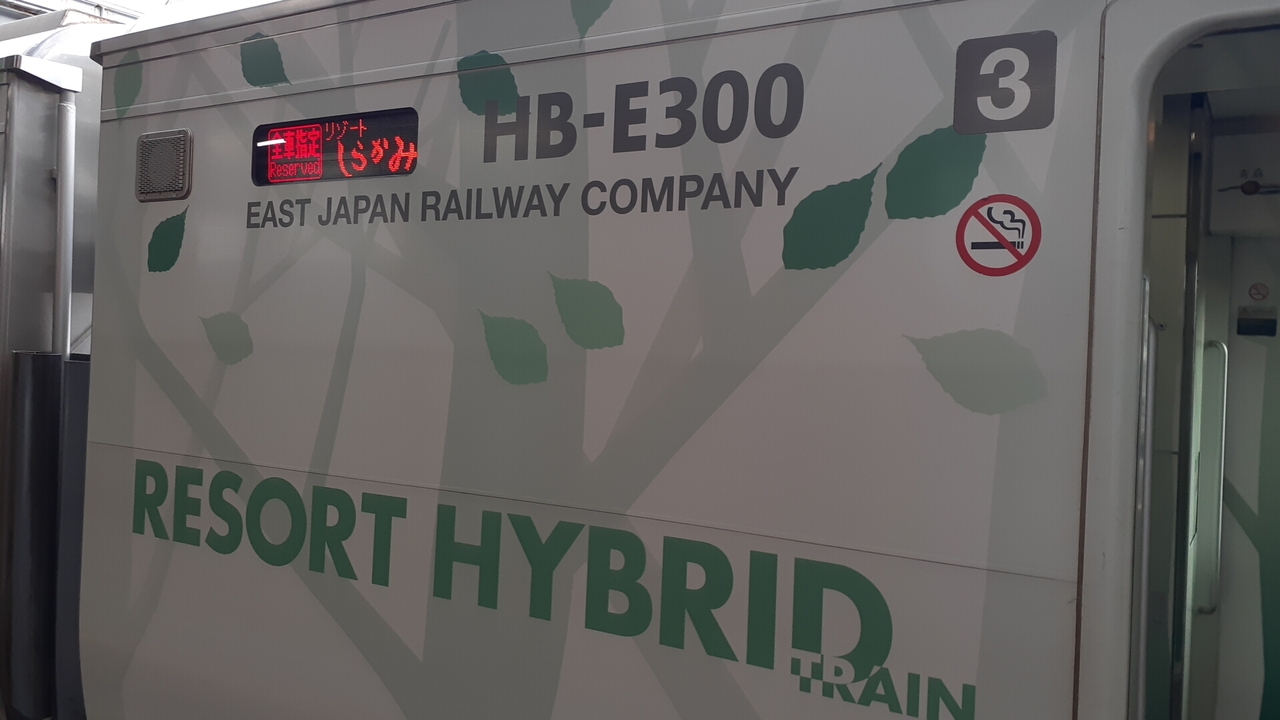 HB-E300
3
全車指定
Reserved
リゾート
しらかみ
EAST JAPAN RAILWAY COMPANY
RESORT HYBRID
TRAIN